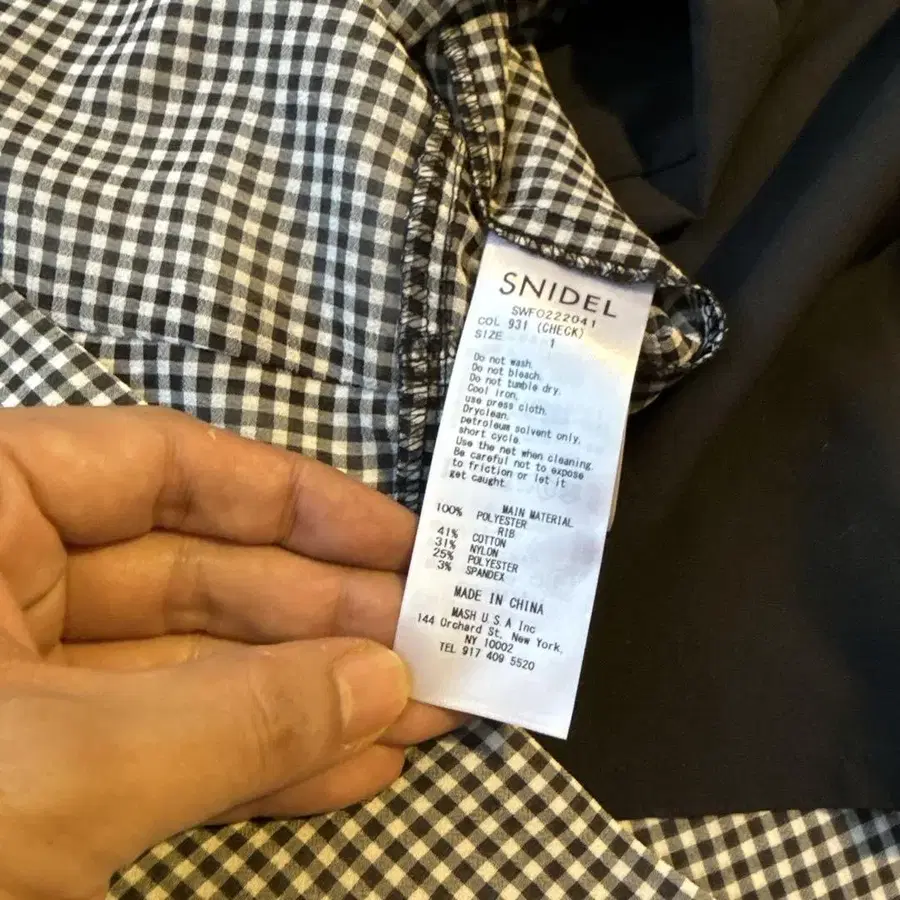 SNIDEL
SWFO222041
COL 931 (CHECK)
SIZE 1
Do not wash.
Do not bleach.
Do not tumble dry.
Cool iron,
use press cloth.
Dryclean,
petroleum solvent only,
short cycle.
Use the net when cleaning.
Be careful not to expose
to friction or let it
get caught.
MAIN MATERIAL
100% POLYESTER
RIB
41% COTTON
31% NYLON
25% POLYESTER
3% SPANDEX
MADE IN CHINA
MASH U.S.A Inc
144 Orchard St, New York,
NY 10002
TEL 917 409 5520